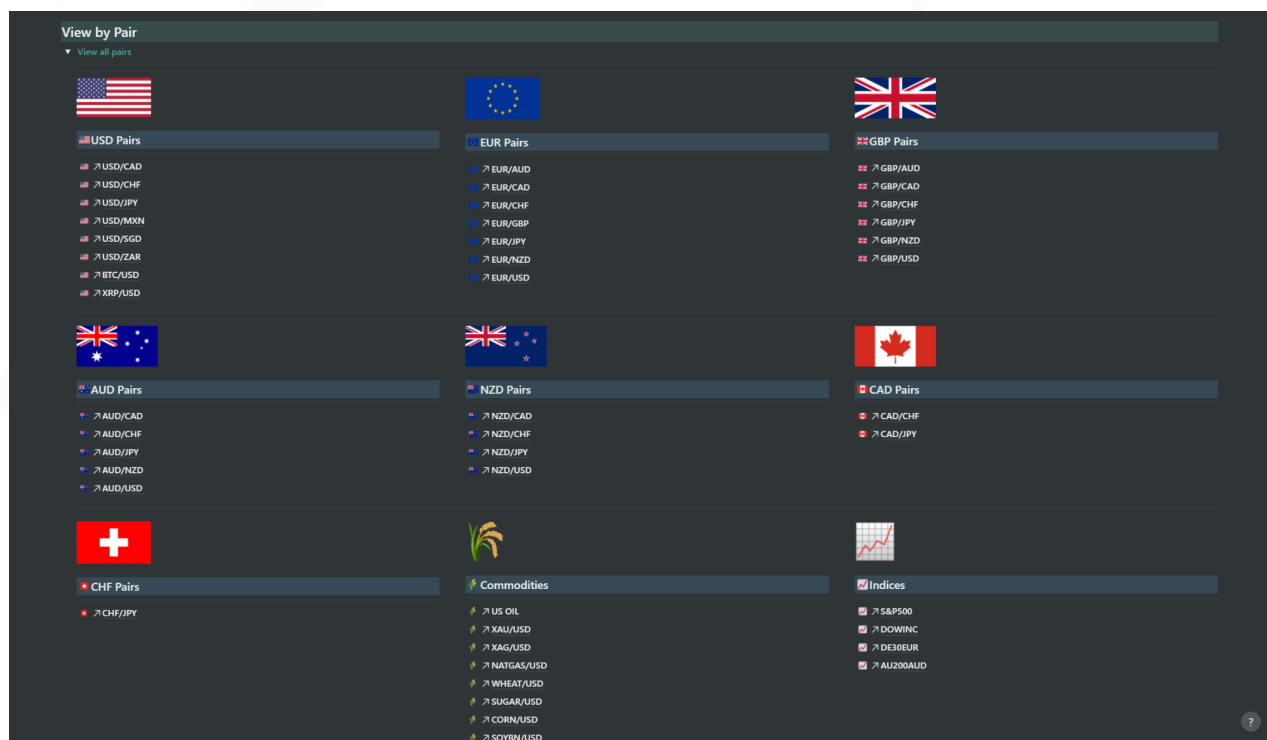 View by Pair
View all pairs
USD Pairs
USD/CAD
USD/CHF
USD/JPY
USD/MXN
USD/SGD
USD/ZAR
BTC/USD
XRP/USD
EUR Pairs
EUR/AUD
EUR/CAD
EUR/CHF
EUR/GBP
EUR/JPY
EUR/NZD
EUR/USD
GBP Pairs
GBP/AUD
GBP/CAD
GBP/CHF
GBP/JPY
GBP/NZD
GBP/USD
AUD Pairs
AUD/CAD
AUD/CHF
AUD/JPY
AUD/NZD
AUD/USD
NZD Pairs
NZD/CAD
NZD/CHF
NZD/JPY
NZD/USD
CAD Pairs
CAD/CHF
CAD/JPY
CHF Pairs
CHF/JPY
Commodities
US OIL
XAU/USD
XAG/USD
NATGAS/USD
WHEAT/USD
SUGAR/USD
CORN/USD
SOYBN/USD
Indices
S&P500
DOWINC
DE30EUR
AU200AUD
?